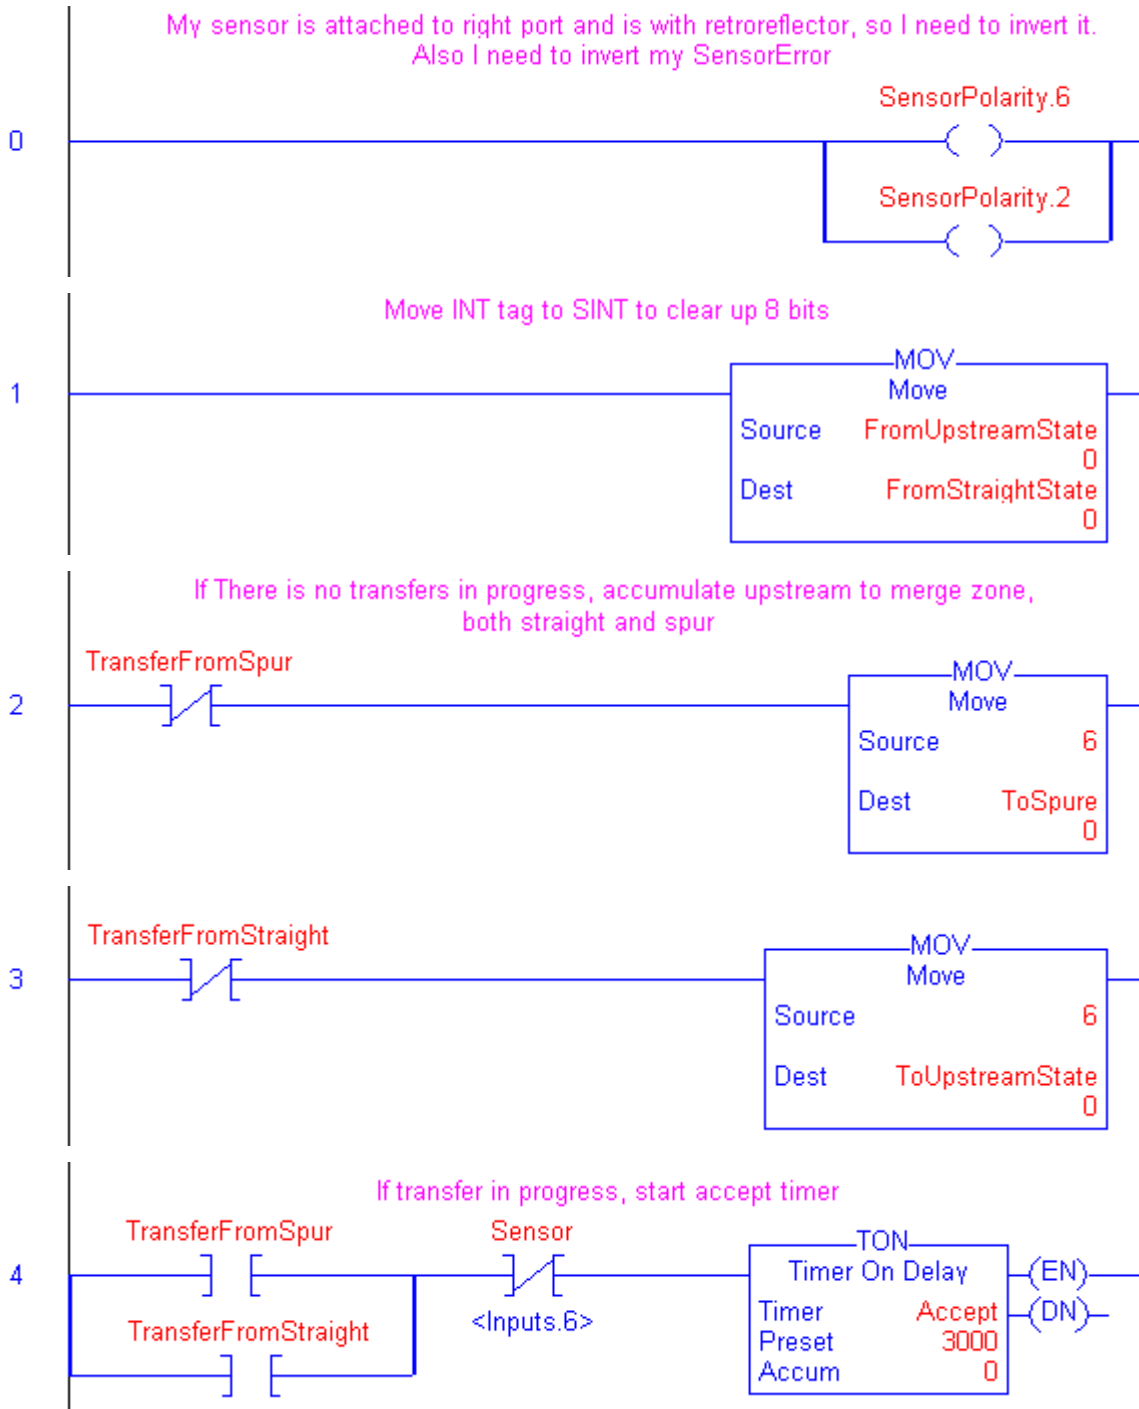 My sensor is attached to right port and is with retroreflector, so I need to invert it.
Also I need to invert my SensorError
SensorPolarity.6
0
SensorPolarity.2
Move INT tag to SINT to clear up 8 bits
MOV
1
Move
Source FromUpstreamState
0
Dest FromStraightState
0
If There is no transfers in progress, accumulate upstream to merge zone,
both straight and spur
TransferFromSpur
MOV
2
Move
Source 6
Dest ToSpure
0
TransferFromStraight
MOV
3
Move
Source 6
Dest ToUpstreamState
0
If transfer in progress, start accept timer
TransferFromSpur Sensor
TON
4
Timer On Delay (EN)
<Inputs.6>
Timer Accept (DN)
TransferFromStraight
Preset 3000
Accum 0